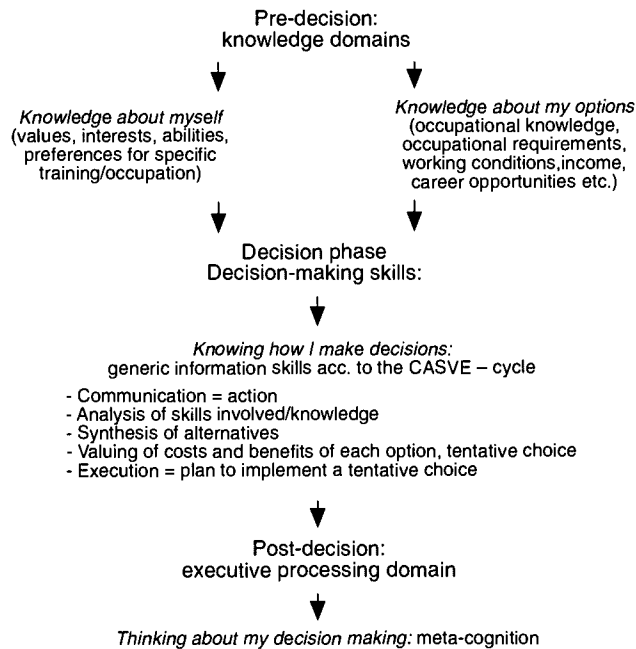 Pre-decision:
knowledge domains
Knowledge about myself
(values, interests, abilities,
preferences for specific
training/occupation)
Knowledge about my options
(occupational knowledge,
occupational requirements,
working conditions,income,
career opportunities etc.)
Decision phase
Decision-making skills:
Knowing how I make decisions:
generic information skills acc. to the CASVE – cycle
- Communication = action
- Analysis of skills involved/knowledge
- Synthesis of alternatives
- Valuing of costs and benefits of each option, tentative choice
- Execution = plan to implement a tentative choice
Post-decision:
executive processing domain
Thinking about my decision making: meta-cognition